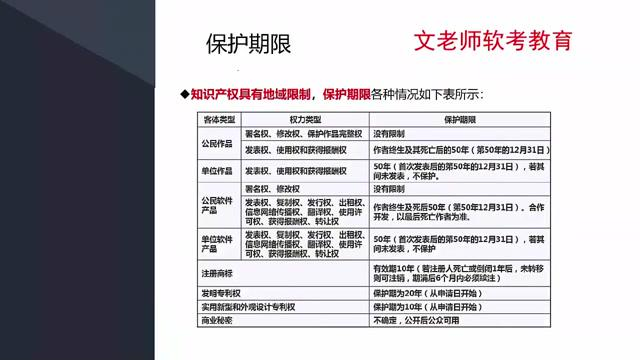 保护期限
文老师软考教育
◆知识产权具有地域限制，保护期限各种情况如下表所示：
客体类型 权力类型 保护期限
公民作品 署名权、修改权、保护作品完整权 没有限制
发表权、使用权和获得报酬权 作者终生及其死亡后的50年（第50年的12月31日）
单位作品 发表权、使用权和获得报酬权 50年（首次发表后的第50年的12月31日），若其
间未发表，不保护。
公民软件
产品
署名权、修改权 没有限制
发表权、复制权、发行权、出租权、
信息网络传播权、翻译权、使用许
可权、获得报酬权、转让权
作者终生及死后50年（第50年的12月31日）。合作
开发，以最后死亡作者为准。
单位软件
产品
发表权、复制权、发行权、出租权、
信息网络传播权、翻译权、使用许
可权、获得报酬权、转让权
50年（首次发表后的第50年的12月31日），若其
间未发表，不保护
注册商标 有效期10年（若注册人死亡或倒闭1年后，未转移
则可注销，期满后6个月内必须续注）
发明专利权 保护期为20年（从申请日开始）
实用新型和外观设计专利权 保护期为10年（从申请日开始）
商业秘密 不确定，公开后公众可用